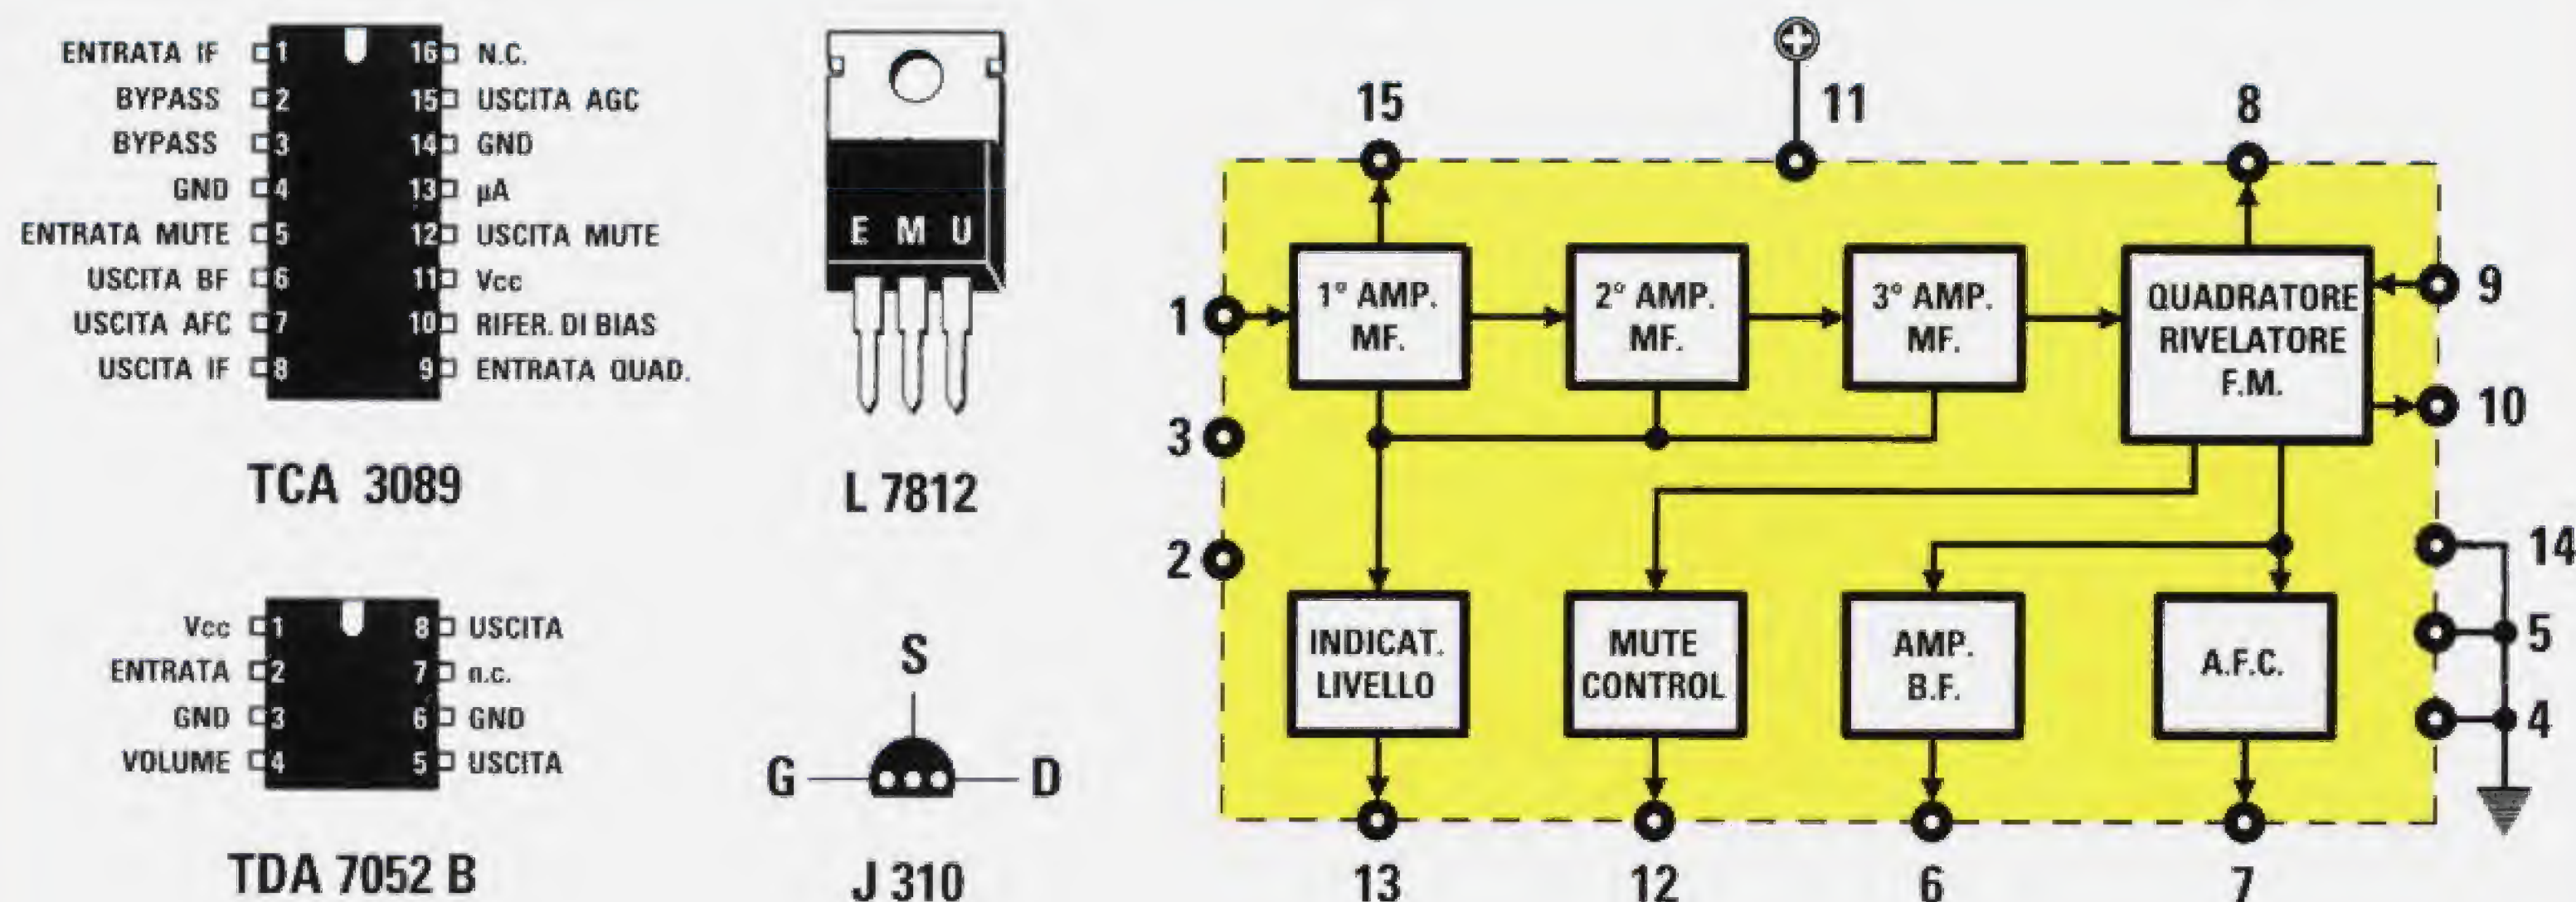 ENTRATA IF 1 16 N.C.
BYPASS 2 15 USCITA AGC
BYPASS 3 14 GND
GND 4 13 µA
ENTRATA MUTE 5 12 USCITA MUTE
USCITA BF 6 11 Vcc
USCITA AFC 7 10 RIFER. DI BIAS
USCITA IF 8 9 ENTRATA QUAD.
TCA 3089
Vcc 1 8 USCITA
ENTRATA 2 7 n.c.
GND 3 6 GND
VOLUME 4 5 USCITA
TDA 7052 B
E M U
L 7812
S
G D
J 310
15 11 8
1
1° AMP.
MF.
2° AMP.
MF.
3° AMP.
MF.
QUADRATORE
RIVELATORE
F.M.
9
10
3
2
14
5
4
INDICAT.
LIVELLO
MUTE
CONTROL
AMP.
B.F.
A.F.C.
13 12 6 7